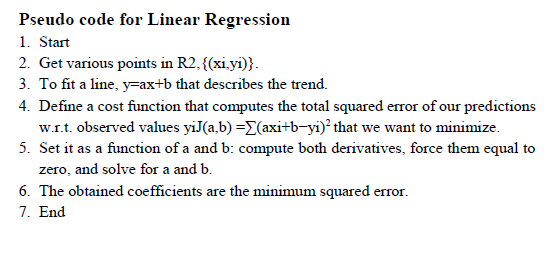 Pseudo code for Linear Regression
1. Start
2. Get various points in R2,{(xi,yi)}.
3. To fit a line, y=ax+b that describes the trend.
4. Define a cost function that computes the total squared error of our predictions
w.r.t. observed values yiJ(a,b) =∑(axi+b−yi)² that we want to minimize.
5. Set it as a function of a and b: compute both derivatives, force them equal to
zero, and solve for a and b.
6. The obtained coefficients are the minimum squared error.
7. End